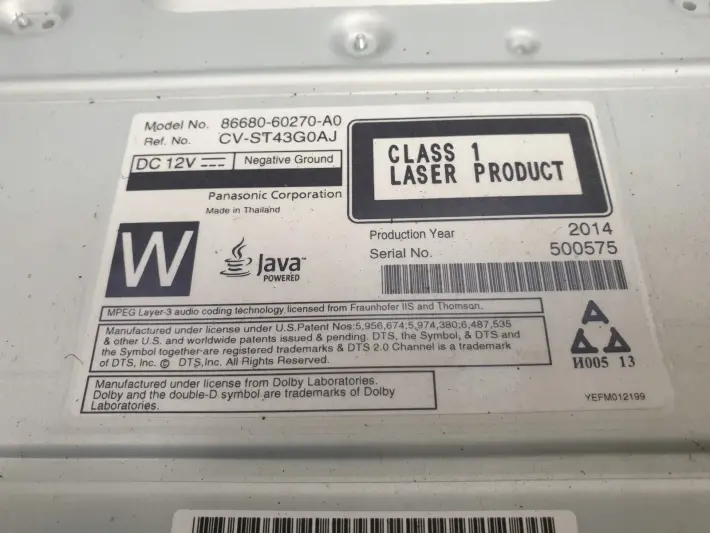 Model No. 86680-60270-A0
Ref. No. CV-ST43G0AJ
DC 12V Negative Ground
Panasonic Corporation
Made in Thailand
CLASS 1
LASER PRODUCT
Production Year 2014
Serial No. 500575
W
Java™
POWERED
MPEG Layer-3 audio coding technology licensed from Fraunhofer IIS and Thomson.
Manufactured under license under U.S.Patent Nos:5,956,674;5,974,380;6,487,535
& other U.S. and worldwide patents issued & pending. DTS, the Symbol, & DTS and
the Symbol together are registered trademarks & DTS 2.0 Channel is a trademark
of DTS, Inc. © DTS,Inc. All Rights Reserved.
Manufactured under license from Dolby Laboratories.
Dolby and the double-D symbol are trademarks of Dolby
Laboratories.
A
И005 13
YEFM012199